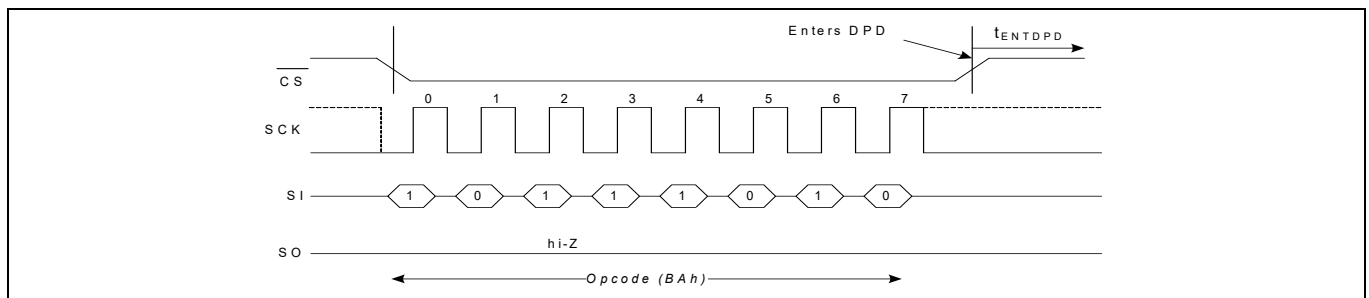 Enters DPD
tENTDPD
CS
0 1 2 3 4 5 6 7
SCK
SI 1 0 1 1 1 0 1 0
hi-Z
SO
Opcode (BAh)